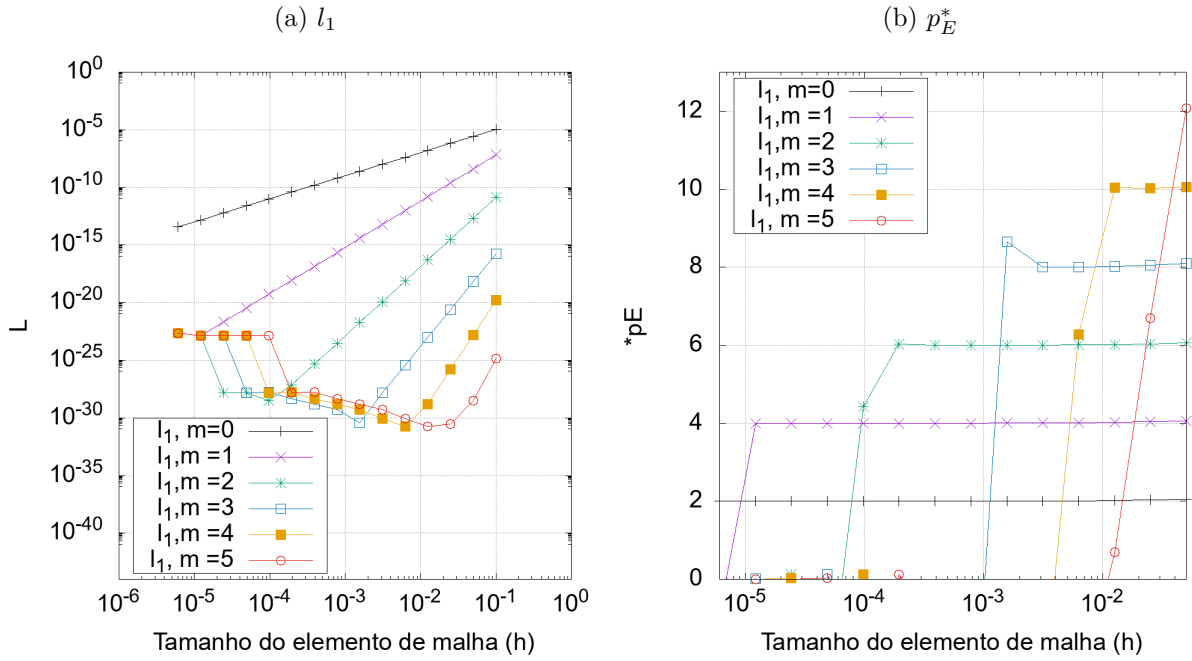 (a) l₁
(b) p*_E
10⁰
10⁻⁵
10⁻¹⁰
10⁻¹⁵
10⁻²⁰
10⁻²⁵
10⁻³⁰
10⁻³⁵
10⁻⁴⁰
L
l₁, m=0
l₁,m =1
l₁,m =2
l₁,m =3
l₁,m =4
l₁, m =5
10⁻⁶ 10⁻⁵ 10⁻⁴ 10⁻³ 10⁻² 10⁻¹ 10⁰
Tamanho do elemento de malha (h)
12
10
8
6
4
2
0
*pE
l₁, m=0
l₁,m =1
l₁,m =2
l₁,m =3
l₁,m =4
l₁, m =5
10⁻⁵ 10⁻⁴ 10⁻³ 10⁻²
Tamanho do elemento de malha (h)